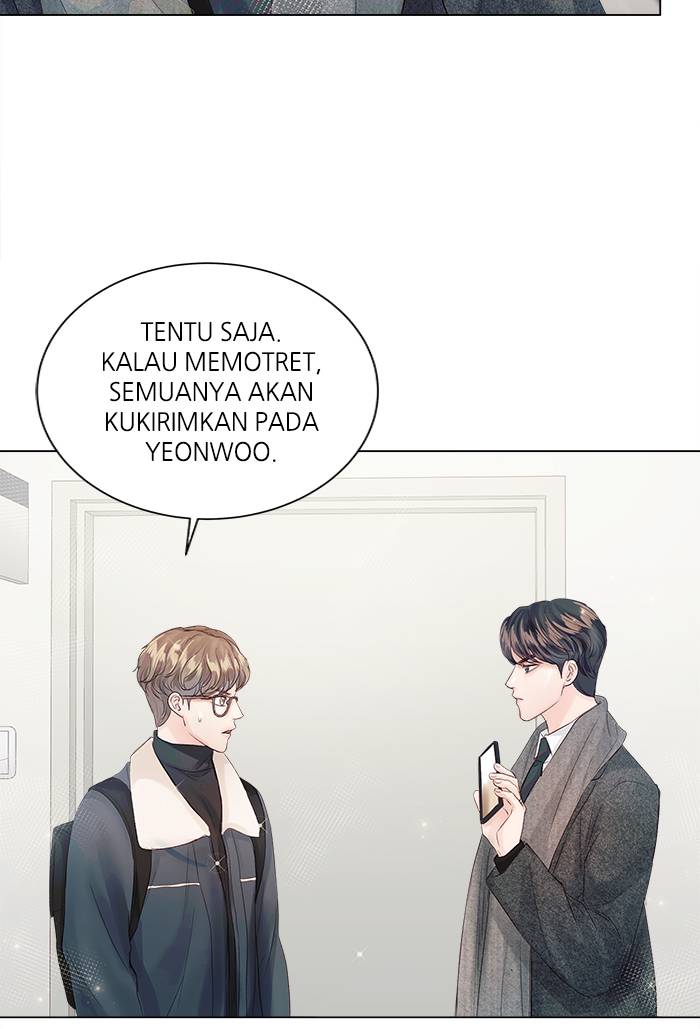 TENTU SAJA.
KALAU MEMOTRET,
SEMUANYA AKAN
KUKIRIMKAN PADA
YEONWOO.